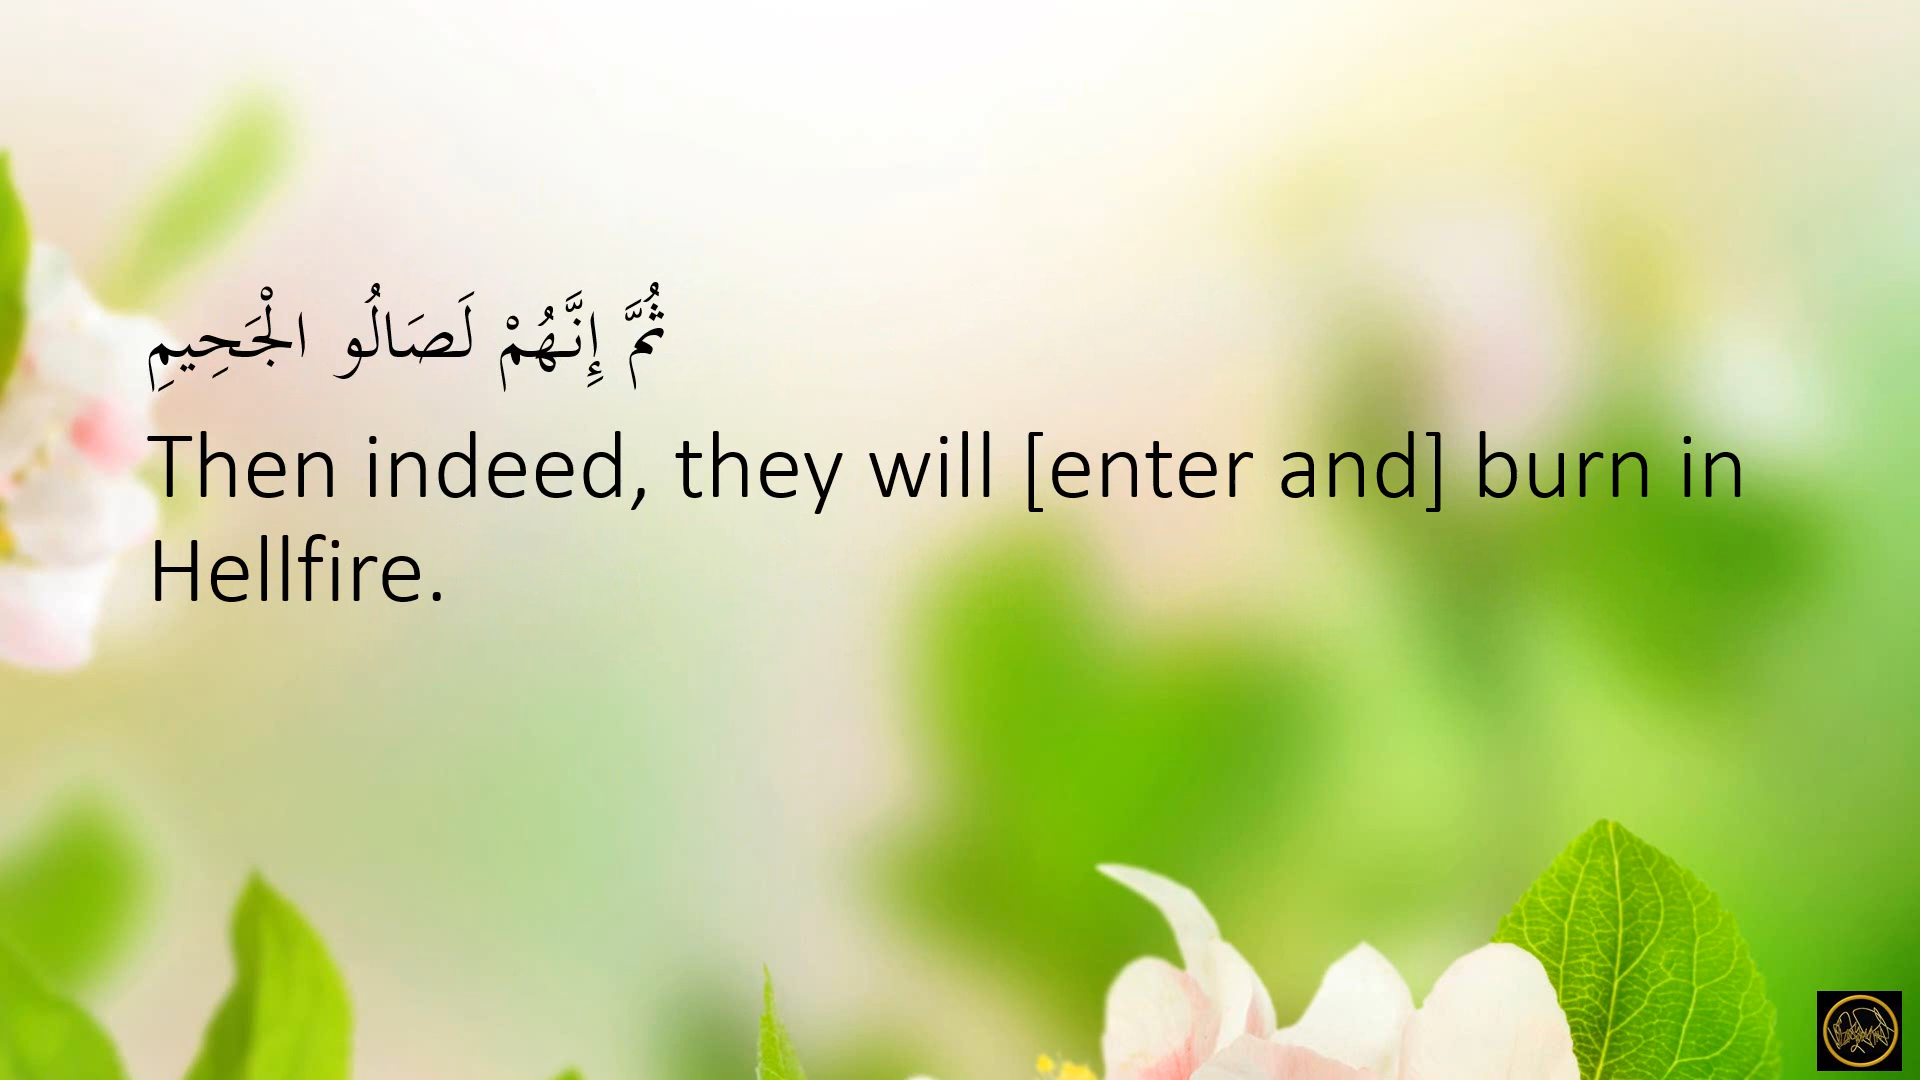 ثُمَّ إِنَّهُمْ لَصَالُو الْجَحِيمِ
Then indeed, they will [enter and] burn in
Hellfire.